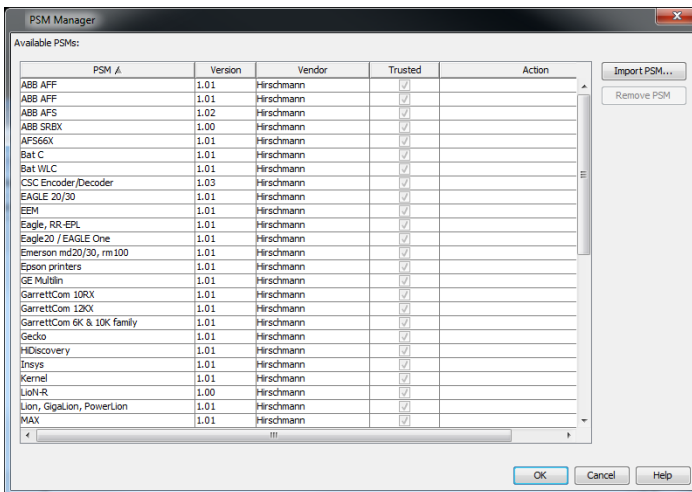 PSM Manager
Available PSMs:
PSM Version Vendor Trusted Action
ABB AFF 1.01 Hirschmann
ABB AFF 1.01 Hirschmann
ABB AFS 1.02 Hirschmann
ABB SRBX 1.00 Hirschmann
AFS66X 1.01 Hirschmann
Bat C 1.01 Hirschmann
Bat WLC 1.01 Hirschmann
CSC Encoder/Decoder 1.03 Hirschmann
EAGLE 20/30 1.01 Hirschmann
EEM 1.01 Hirschmann
Eagle, RR-EPL 1.01 Hirschmann
Eagle20 / EAGLE One 1.01 Hirschmann
Emerson md20/30, rm100 1.01 Hirschmann
Epson printers 1.01 Hirschmann
GE Multilin 1.01 Hirschmann
GarrettCom 10RX 1.01 Hirschmann
GarrettCom 12KX 1.01 Hirschmann
GarrettCom 6K & 10K family 1.01 Hirschmann
Gecko 1.01 Hirschmann
HiDiscovery 1.01 Hirschmann
Insys 1.01 Hirschmann
Kernel 1.01 Hirschmann
LioN-R 1.00 Hirschmann
Lion, GigaLion, PowerLion 1.01 Hirschmann
MAX 1.01 Hirschmann
Import PSM...
Remove PSM
OK Cancel Help